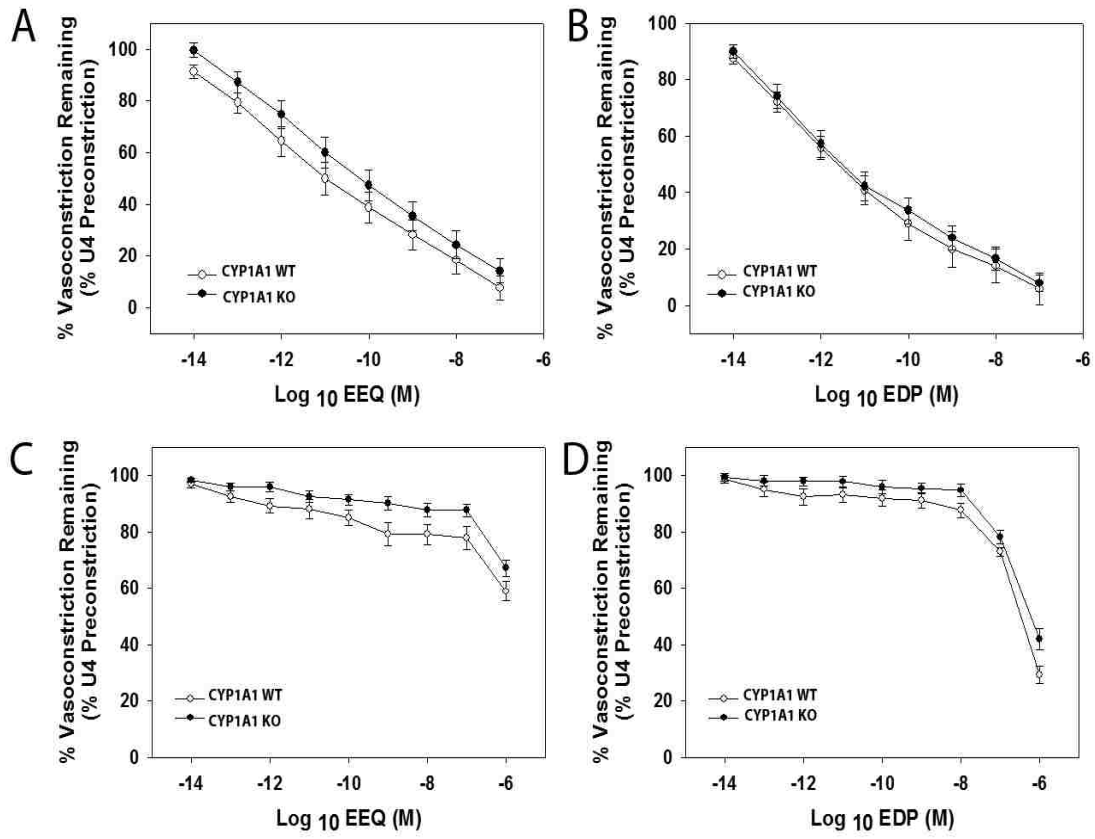 A
% Vasoconstriction Remaining
(% U4 Preconstriction)
100
80
60
40
20
0
CYP1A1 WT
CYP1A1 KO
-14
-12
-10
-8
-6
Log 10 EEQ (M)
B
% Vasoconstriction Remaining
(% U4 Preconstriction)
100
80
60
40
20
0
CYP1A1 WT
CYP1A1 KO
-14
-12
-10
-8
-6
Log 10 EDP (M)
C
% Vasoconstriction Remaining
(% U4 Preconstriction)
100
80
60
40
20
0
CYP1A1 WT
CYP1A1 KO
-14
-12
-10
-8
-6
Log 10 EEQ (M)
D
% Vasoconstriction Remaining
(% U4 Preconstriction)
100
80
60
40
20
0
CYP1A1 WT
CYP1A1 KO
-14
-12
-10
-8
-6
Log 10 EDP (M)